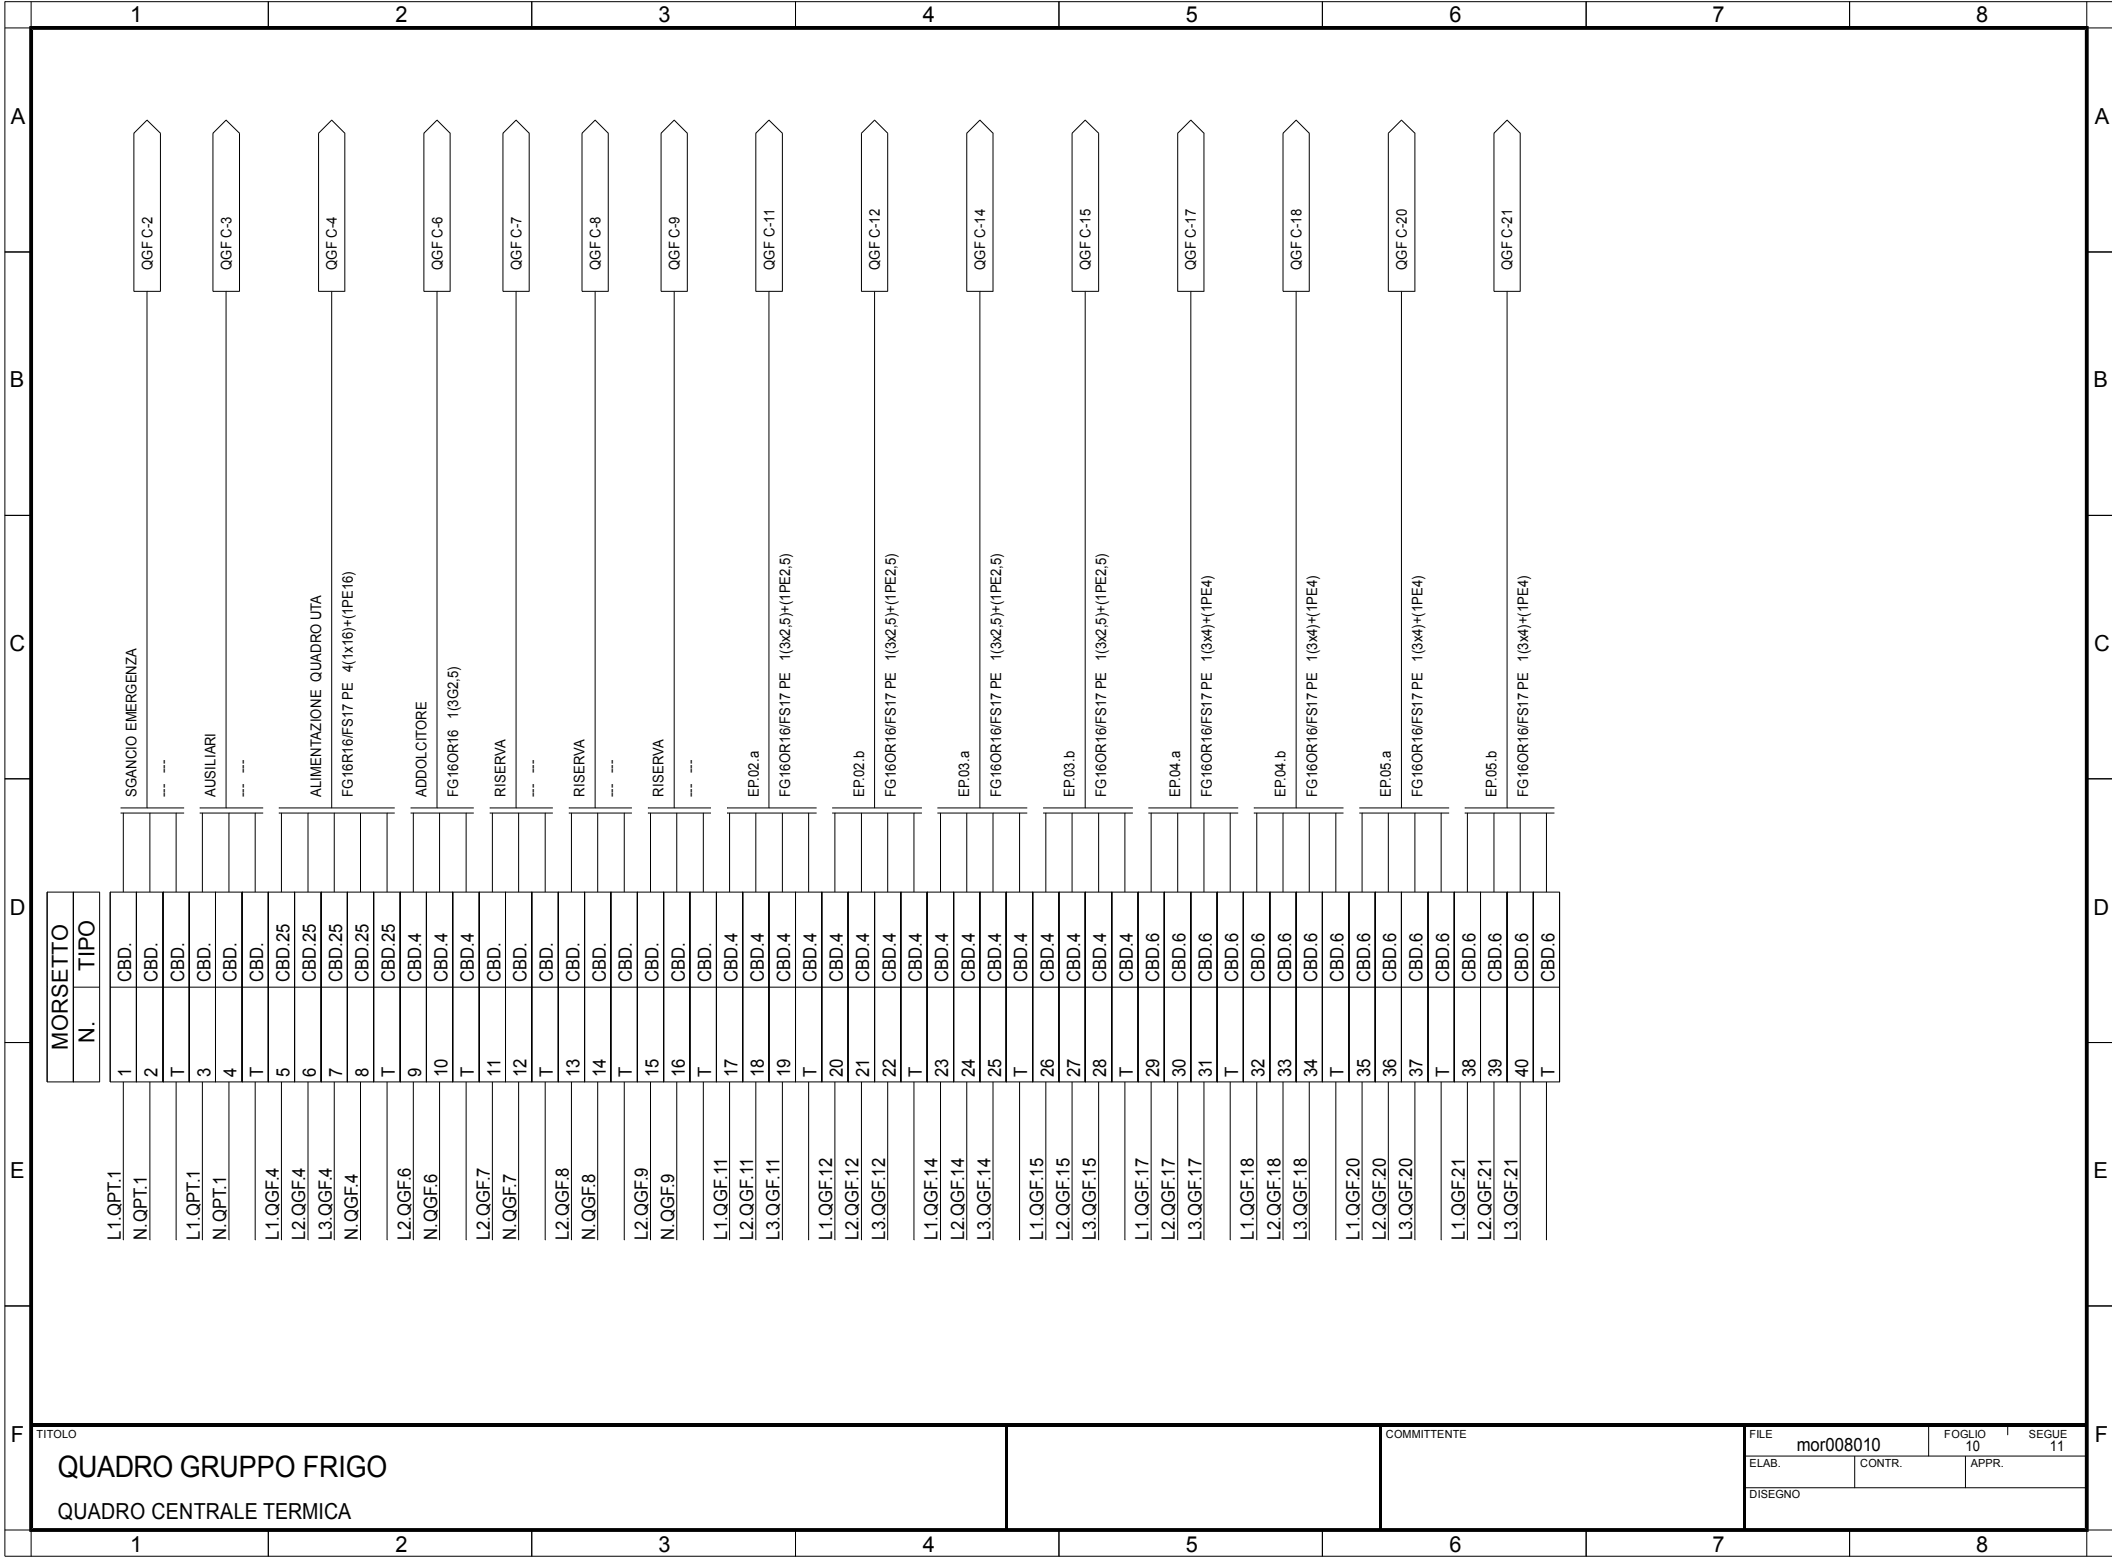 1 2 3 4 5 6 7 8
A A
B B
C C
D D
E E
F F
QGF C-2
QGF C-3
QGF C-4
QGF C-6
QGF C-7
QGF C-8
QGF C-9
QGF C-11
QGF C-12
QGF C-14
QGF C-15
QGF C-17
QGF C-18
QGF C-20
QGF C-21
SGANCIO EMERGENZA
--- ---
AUSILIARI
--- ---
ALIMENTAZIONE QUADRO UTA
FG16R16/FS17 PE 4(1x16)+(1PE16)
ADDOLCITORE
FG16OR16 1(3G2,5)
RISERVA
--- ---
RISERVA
--- ---
RISERVA
--- ---
EP.02.a
FG16OR16/FS17 PE 1(3x2,5)+(1PE2,5)
EP.02.b
FG16OR16/FS17 PE 1(3x2,5)+(1PE2,5)
EP.03.a
FG16OR16/FS17 PE 1(3x2,5)+(1PE2,5)
EP.03.b
FG16OR16/FS17 PE 1(3x2,5)+(1PE2,5)
EP.04.a
FG16OR16/FS17 PE 1(3x4)+(1PE4)
EP.04.b
FG16OR16/FS17 PE 1(3x4)+(1PE4)
EP.05.a
FG16OR16/FS17 PE 1(3x4)+(1PE4)
EP.05.b
FG16OR16/FS17 PE 1(3x4)+(1PE4)
MORSETTO
N. TIPO
L1.QPT.1 1 CBD.
N.QPT.1 2 CBD.
T CBD.
L1.QPT.1 3 CBD.
N.QPT.1 4 CBD.
T CBD.
L1.QGF.4 5 CBD.25
L2.QGF.4 6 CBD.25
L3.QGF.4 7 CBD.25
N.QGF.4 8 CBD.25
T CBD.25
L2.QGF.6 9 CBD.4
N.QGF.6 10 CBD.4
T CBD.4
L2.QGF.7 11 CBD.
N.QGF.7 12 CBD.
T CBD.
L2.QGF.8 13 CBD.
N.QGF.8 14 CBD.
T CBD.
L2.QGF.9 15 CBD.
N.QGF.9 16 CBD.
T CBD.
L1.QGF.11 17 CBD.4
L2.QGF.11 18 CBD.4
L3.QGF.11 19 CBD.4
T CBD.4
L1.QGF.12 20 CBD.4
L2.QGF.12 21 CBD.4
L3.QGF.12 22 CBD.4
T CBD.4
L1.QGF.14 23 CBD.4
L2.QGF.14 24 CBD.4
L3.QGF.14 25 CBD.4
T CBD.4
L1.QGF.15 26 CBD.4
L2.QGF.15 27 CBD.4
L3.QGF.15 28 CBD.4
T CBD.4
L1.QGF.17 29 CBD.6
L2.QGF.17 30 CBD.6
L3.QGF.17 31 CBD.6
T CBD.6
L1.QGF.18 32 CBD.6
L2.QGF.18 33 CBD.6
L3.QGF.18 34 CBD.6
T CBD.6
L1.QGF.20 35 CBD.6
L2.QGF.20 36 CBD.6
L3.QGF.20 37 CBD.6
T CBD.6
L1.QGF.21 38 CBD.6
L2.QGF.21 39 CBD.6
L3.QGF.21 40 CBD.6
T CBD.6
TITOLO
QUADRO GRUPPO FRIGO
QUADRO CENTRALE TERMICA
COMMITTENTE
FILE
mor008010
FOGLIO
10
SEGUE
11
ELAB. CONTR. APPR.
DISEGNO
1 2 3 4 5 6 7 8